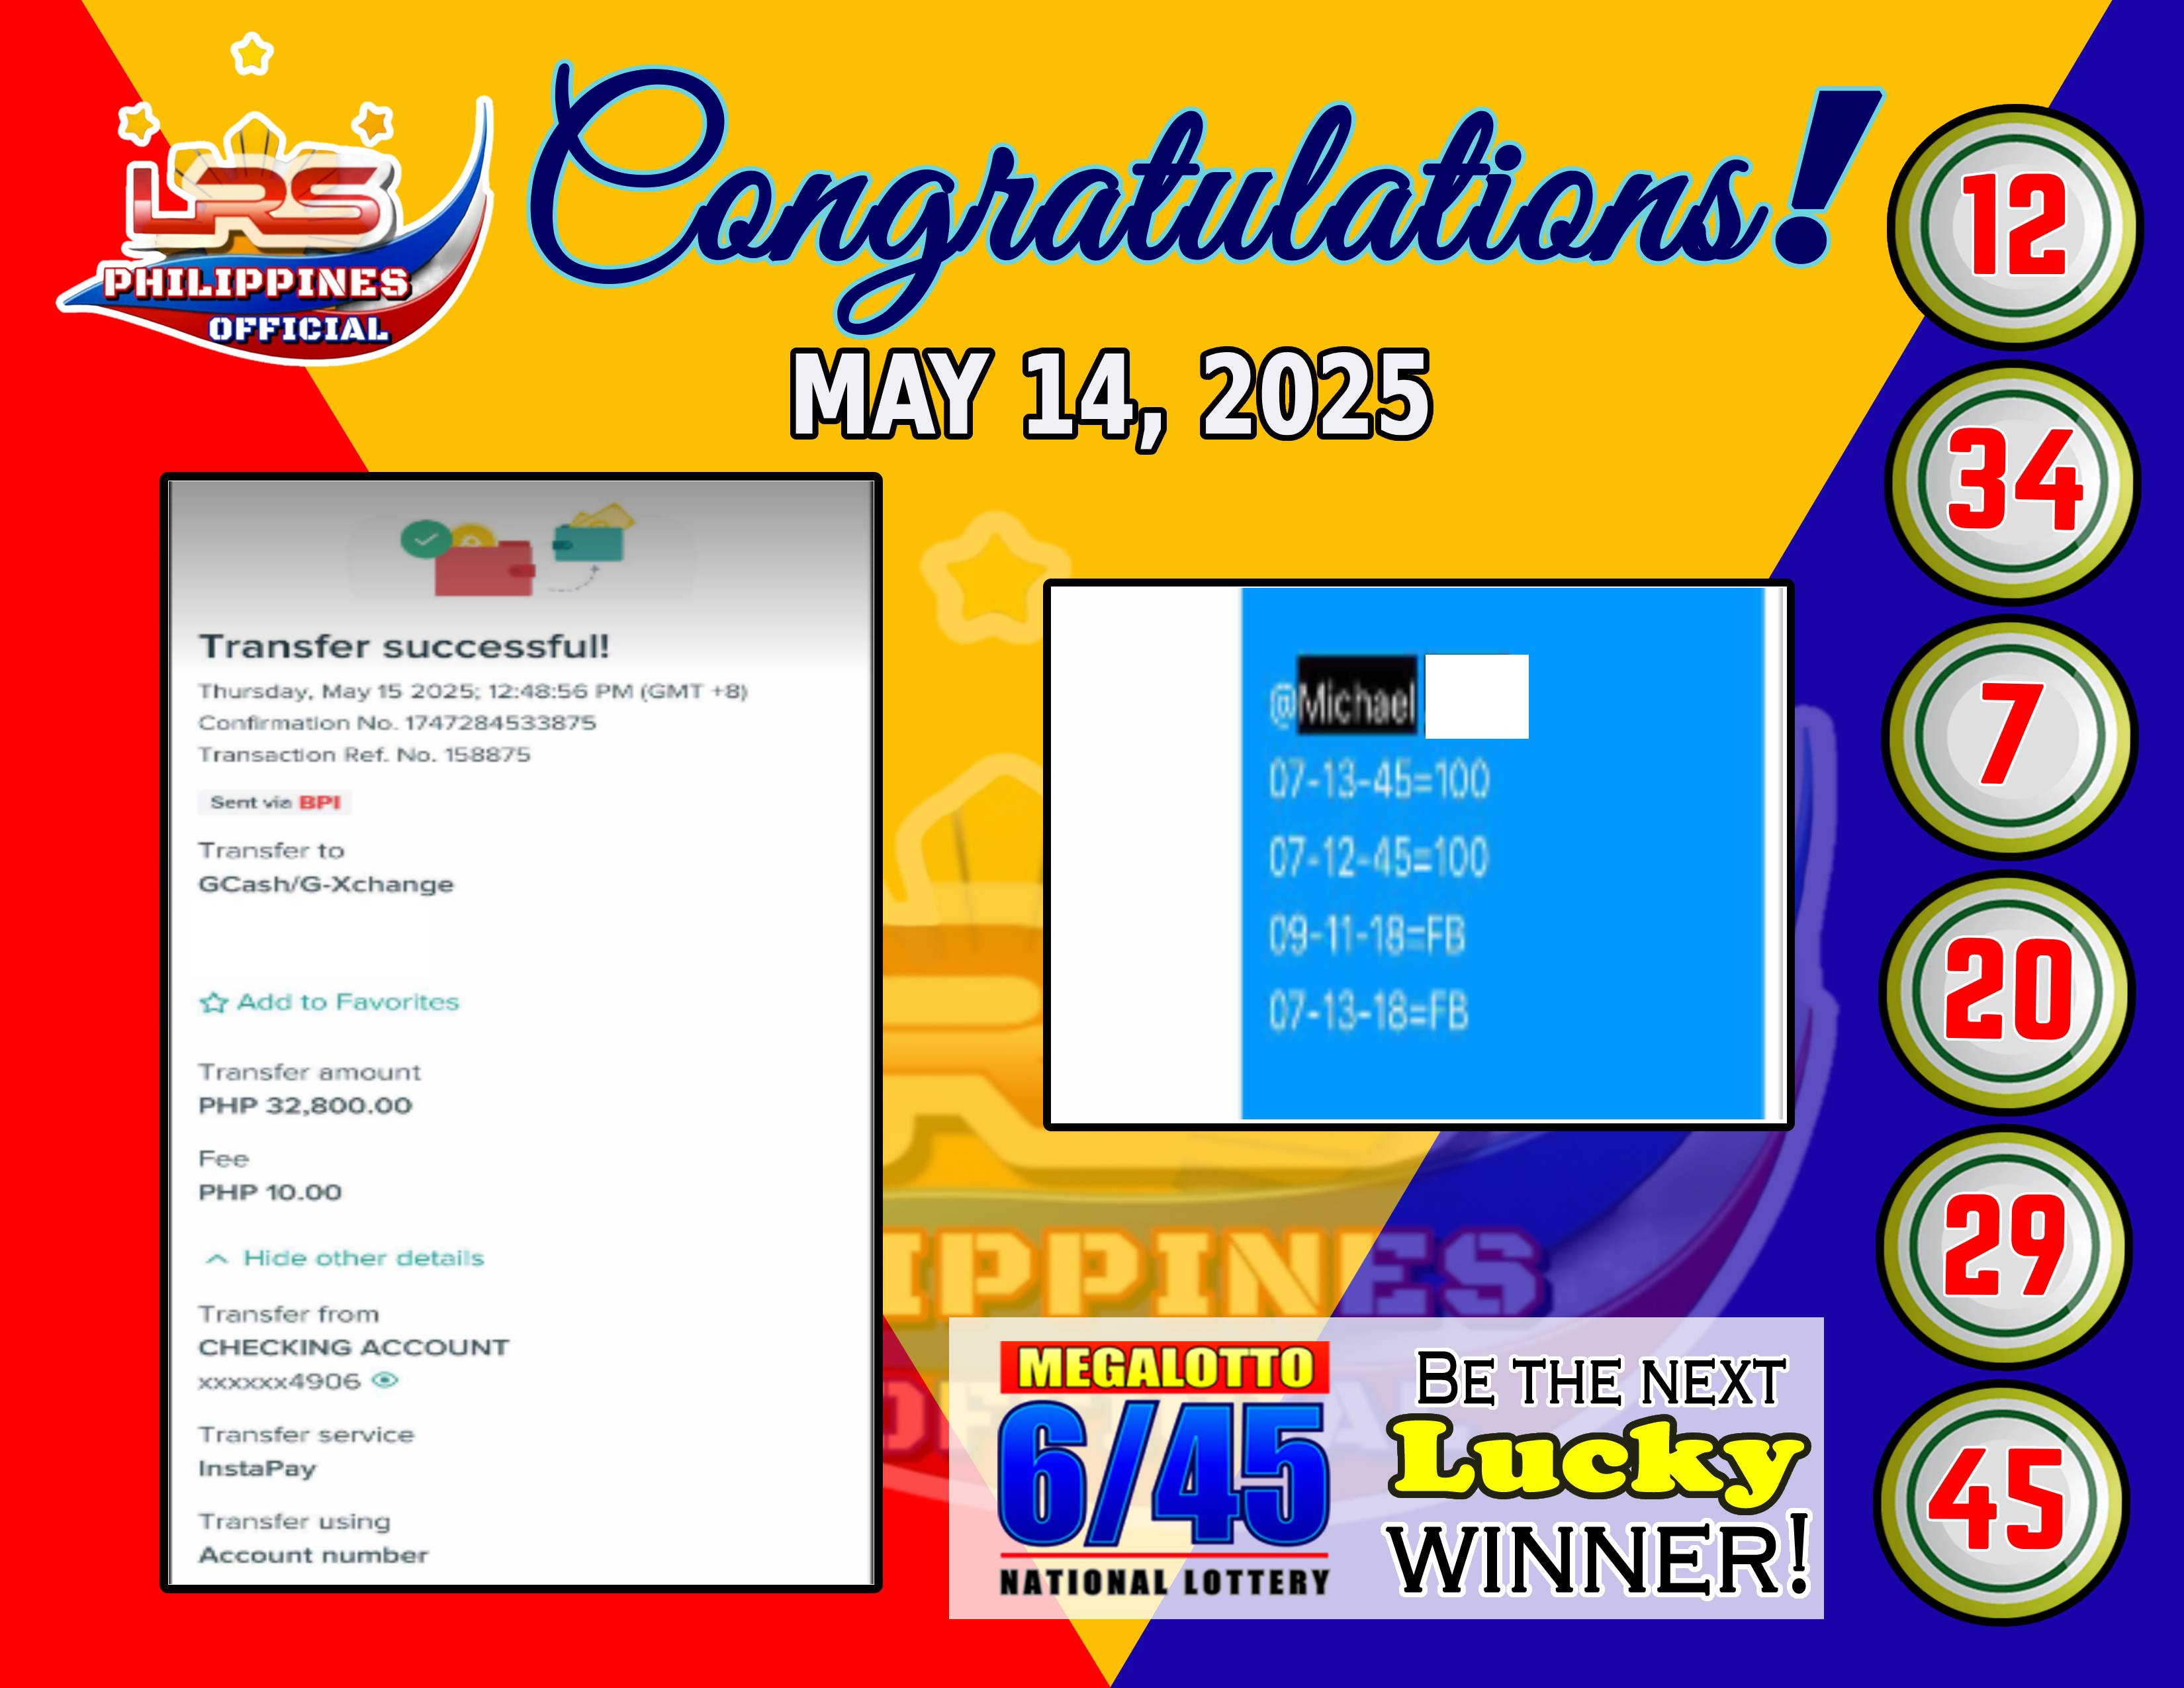 LRS
PHILIPPINES
OFFICIAL
Congratulations!
MAY 14, 2025
Transfer successful!
Thursday, May 15 2025; 12:48:56 PM (GMT +8)
Confirmation No. 1747284533875
Transaction Ref. No. 158875
Sent via BPI
Transfer to
GCash/G-Xchange
Add to Favorites
Transfer amount
PHP 32,800.00
Fee
PHP 10.00
Hide other details
Transfer from
CHECKING ACCOUNT
xxxxxx4906
Transfer service
InstaPay
Transfer using
Account number
@Michael
07-13-45=100
07-12-45=100
09-11-18=FB
07-13-18=FB
IPPINES
MEGALOTTO
6/45
NATIONAL LOTTERY
BE THE NEXT
Lucky
WINNER!
12
34
7
20
29
45